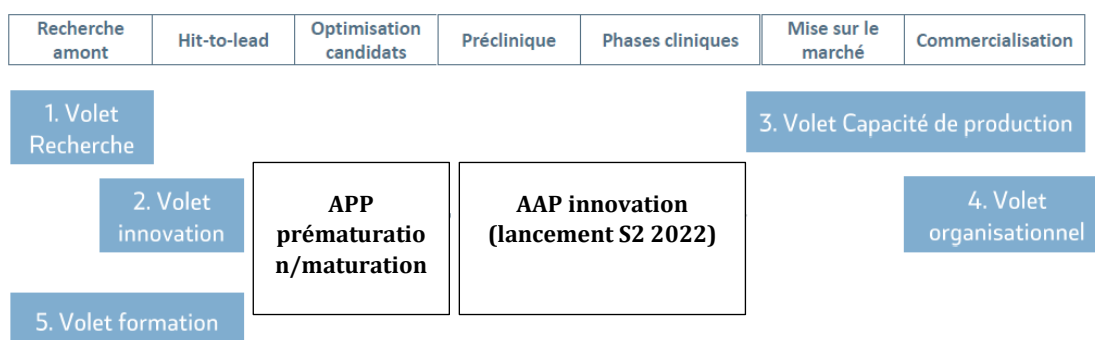 Recherche
amont
Hit-to-lead
Optimisation
candidats
Préclinique
Phases cliniques
Mise sur le
marché
Commercialisation
1. Volet
Recherche
3. Volet Capacité de production
2. Volet
innovation
APP
prématuratio
n/maturation
AAP innovation
(lancement S2 2022)
4. Volet
organisationnel
5. Volet formation